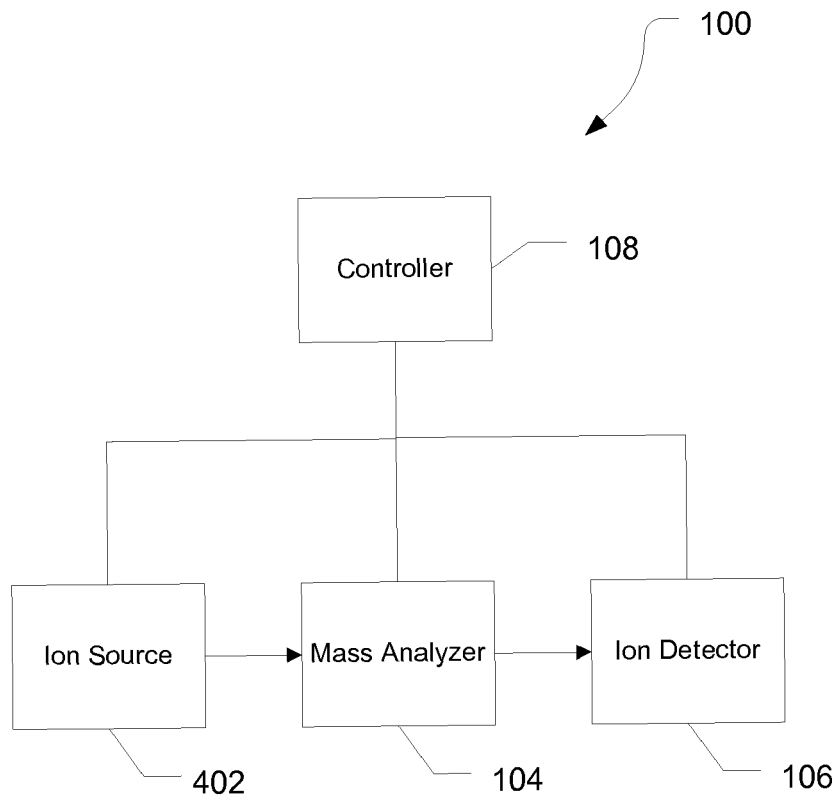 100
Controller
108
Ion Source
Mass Analyzer
Ion Detector
402
104
106